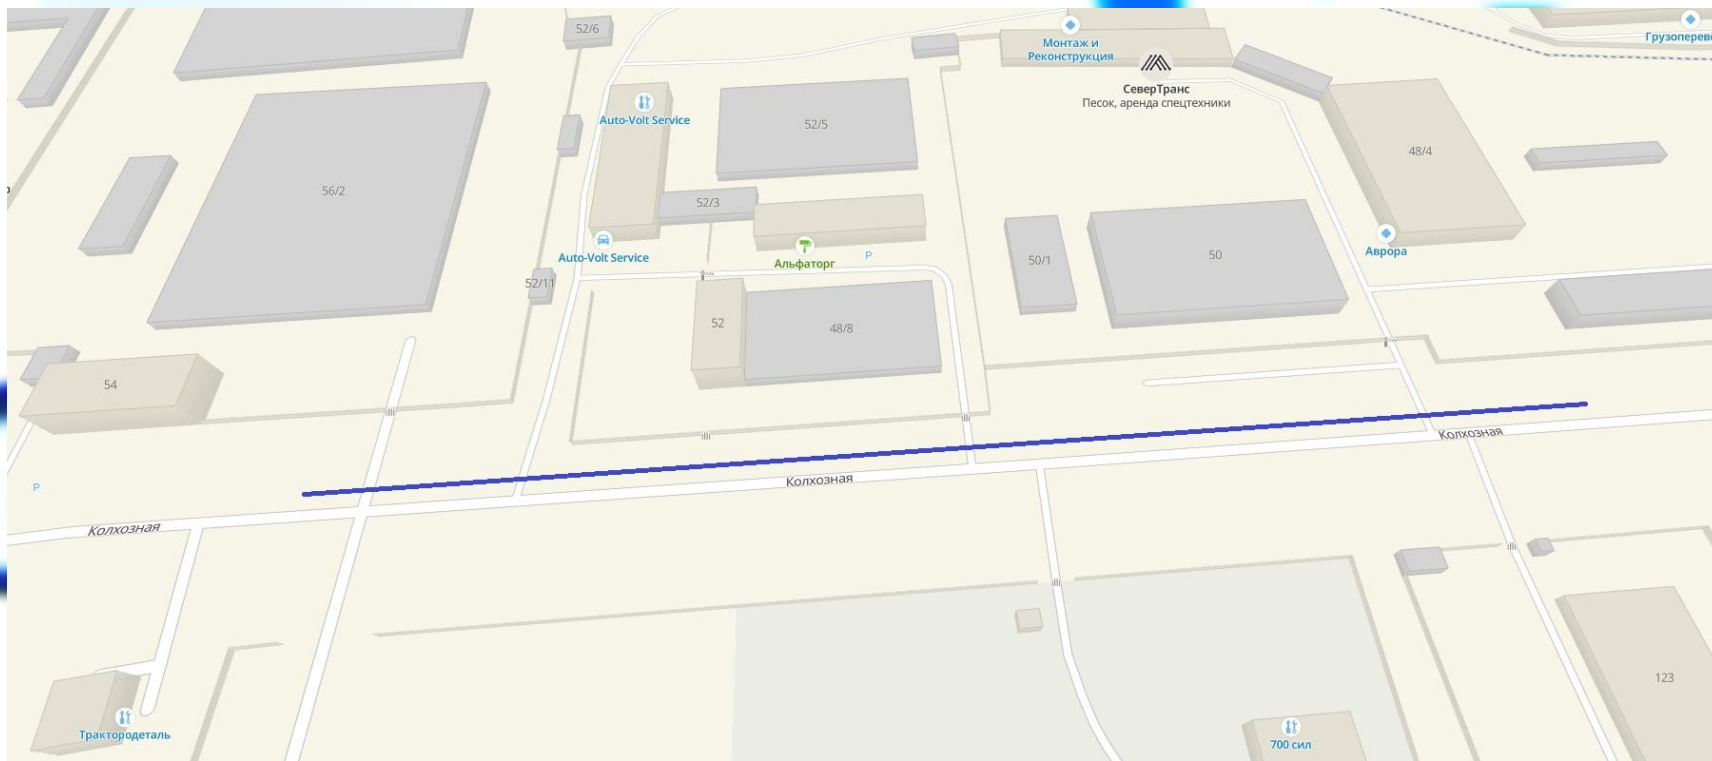 52/6
Монтаж и
Реконструкция
СеверТранс
Песок, аренда спецтехники
Auto-Volt Service
52/5
48/4
56/2
52/3
Auto-Volt Service
Альфаторг
P
50/1
50
Аврора
52/11
52
48/8
54
Колхозная
Колхозная
Колхозная
P
123
Трактородеталь
700 сил